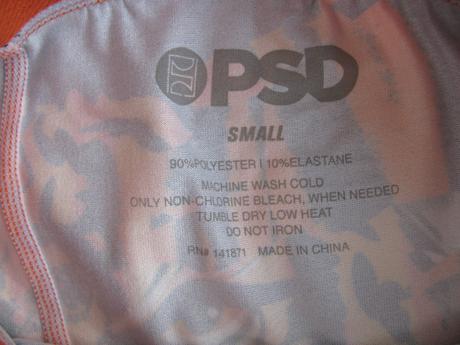 PSD
SMALL
90% POLYESTER | 10% ELASTANE
MACHINE WASH COLD
ONLY NON-CHLORINE BLEACH, WHEN NEEDED
TUMBLE DRY LOW HEAT
DO NOT IRON
RN# 141871 MADE IN CHINA